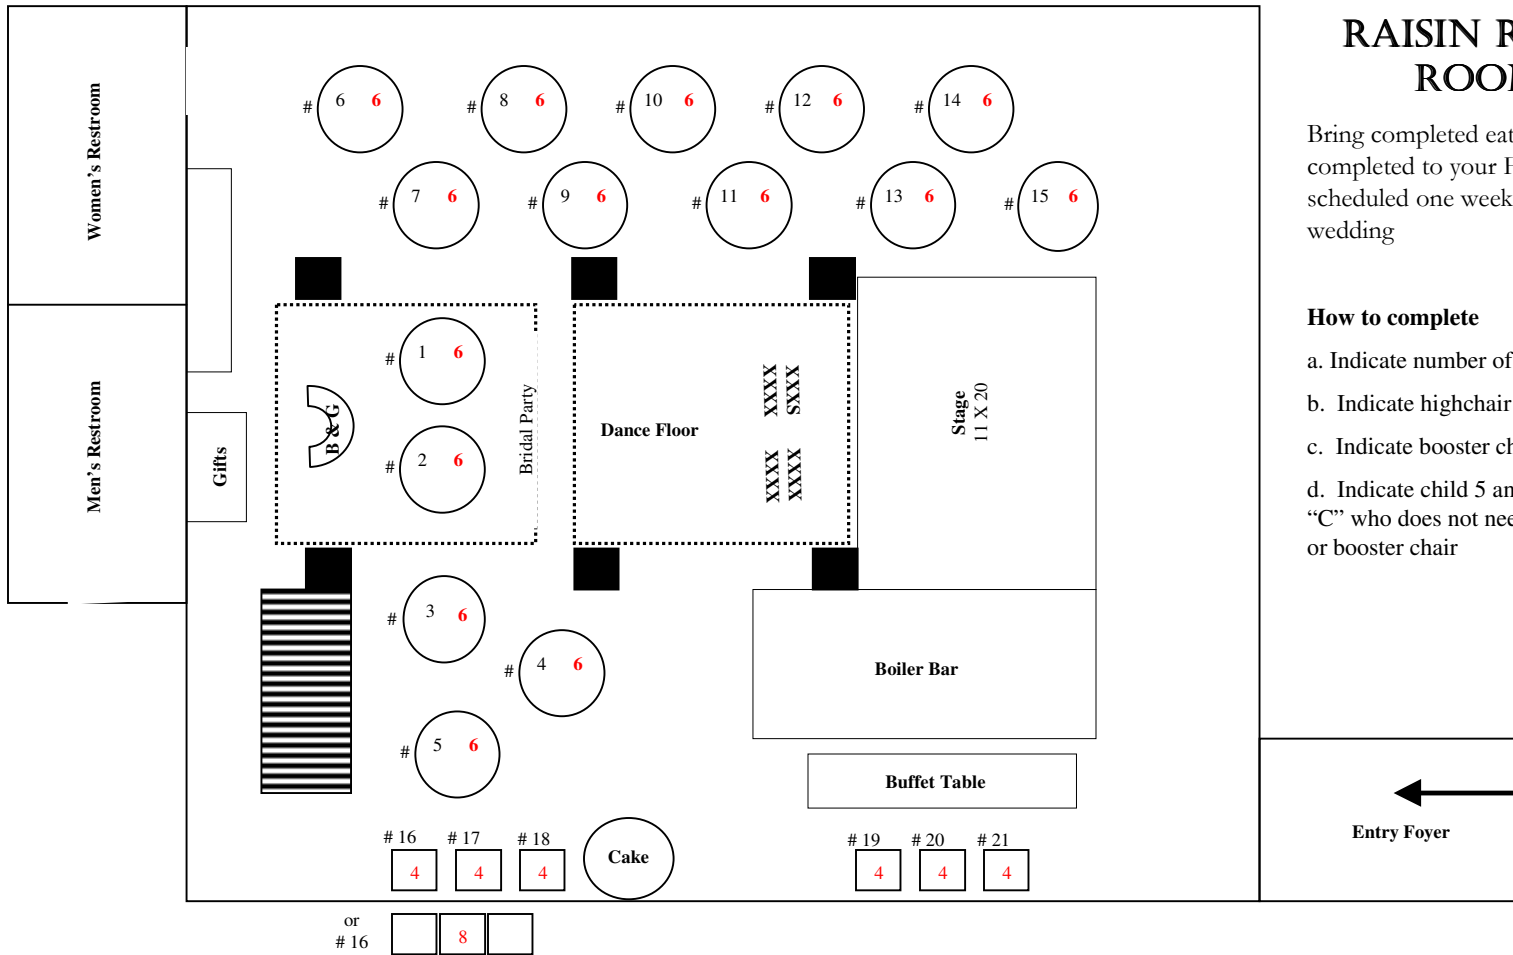 RAISIN R
ROOM
Bring completed eat
completed to your F
scheduled one week
wedding
How to complete
a. Indicate number of
b. Indicate highchair
c. Indicate booster ch
d. Indicate child 5 an
“C” who does not nee
or booster chair
Women’s Restroom
Men’s Restroom
Gifts
# 6 6
# 8 6
# 10 6
# 12 6
# 14 6
# 7 6
# 9 6
# 11 6
# 13 6
# 15 6
# 1 6
# 2 6
B & G
Bridal Party
Dance Floor
XXXX
SXXX
XXXX
XXXX
Stage
11 X 20
# 3 6
# 4 6
# 5 6
Boiler Bar
Buffet Table
Entry Foyer
# 16 # 17 # 18
4 4 4
Cake
# 19 # 20 # 21
4 4 4
or
# 16
8